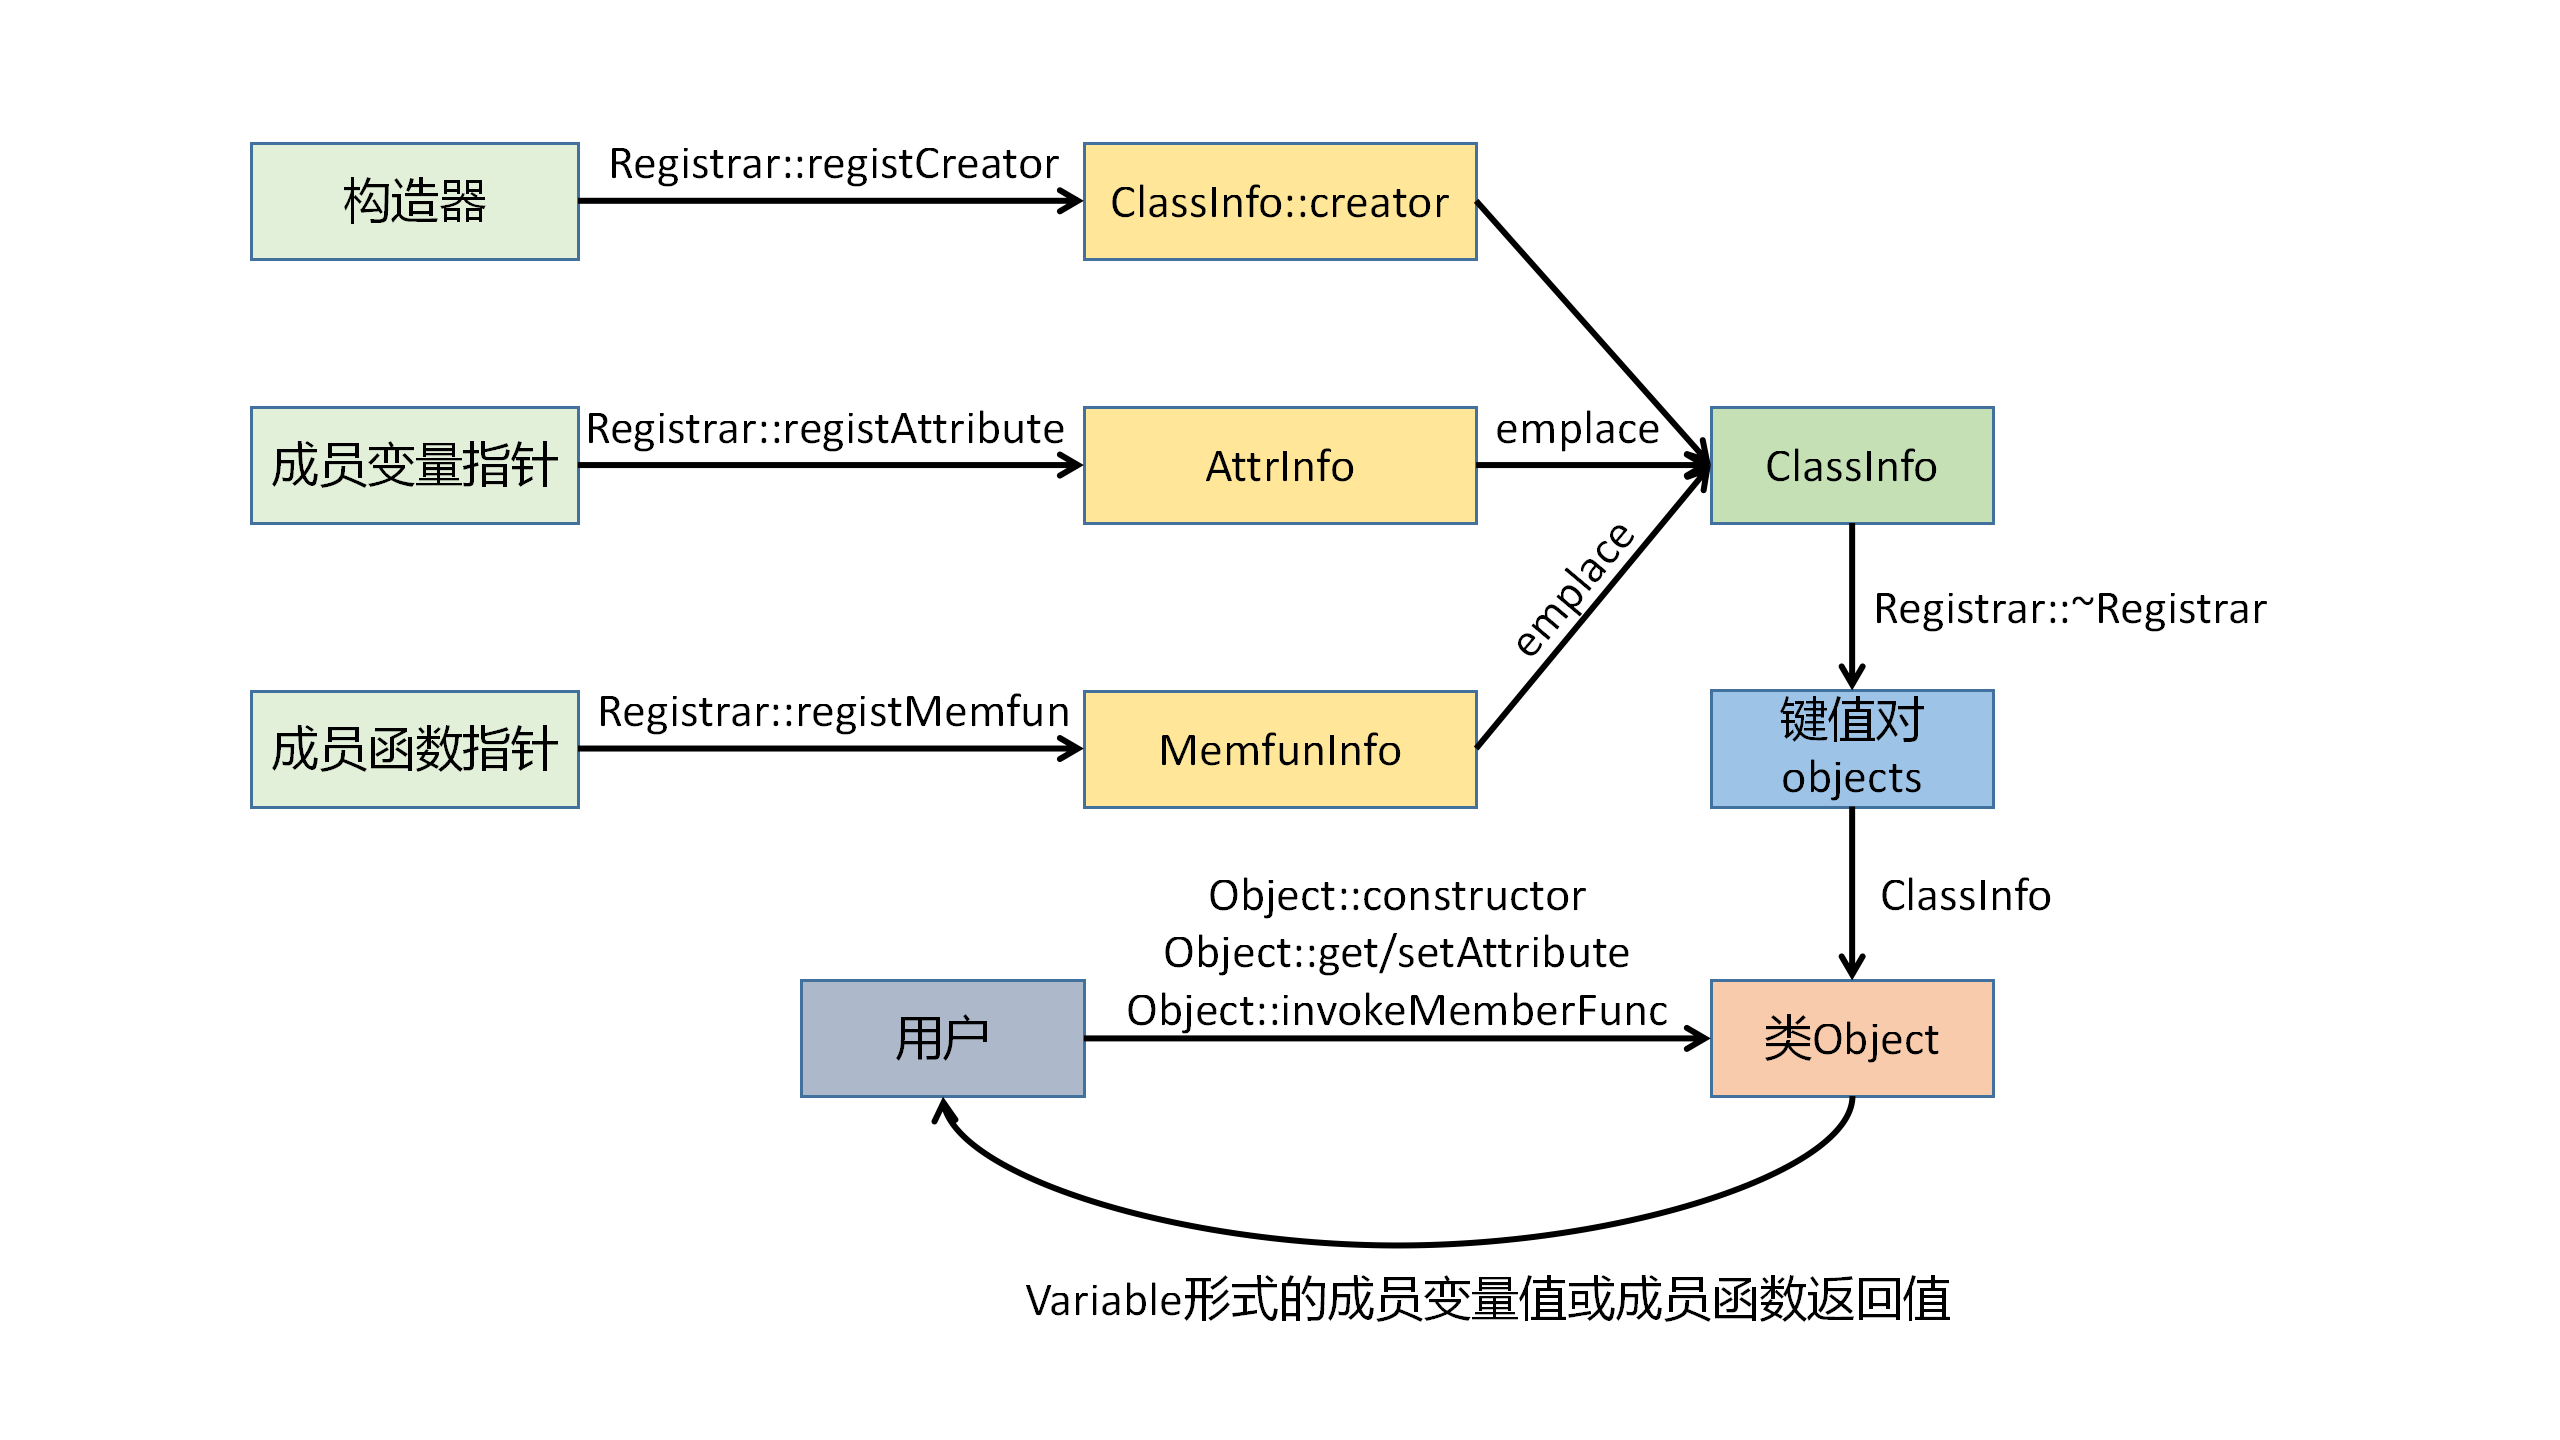 构造器
Registrar::registCreator
ClassInfo::creator
成员变量指针
Registrar::registAttribute
AttrInfo
emplace
ClassInfo
emplace
Registrar::~Registrar
成员函数指针
Registrar::registMemfun
MemfunInfo
键值对
objects
Object::constructor
Object::get/setAttribute
Object::invokeMemberFunc
ClassInfo
用户
类Object
Variable形式的成员变量值或成员函数返回值